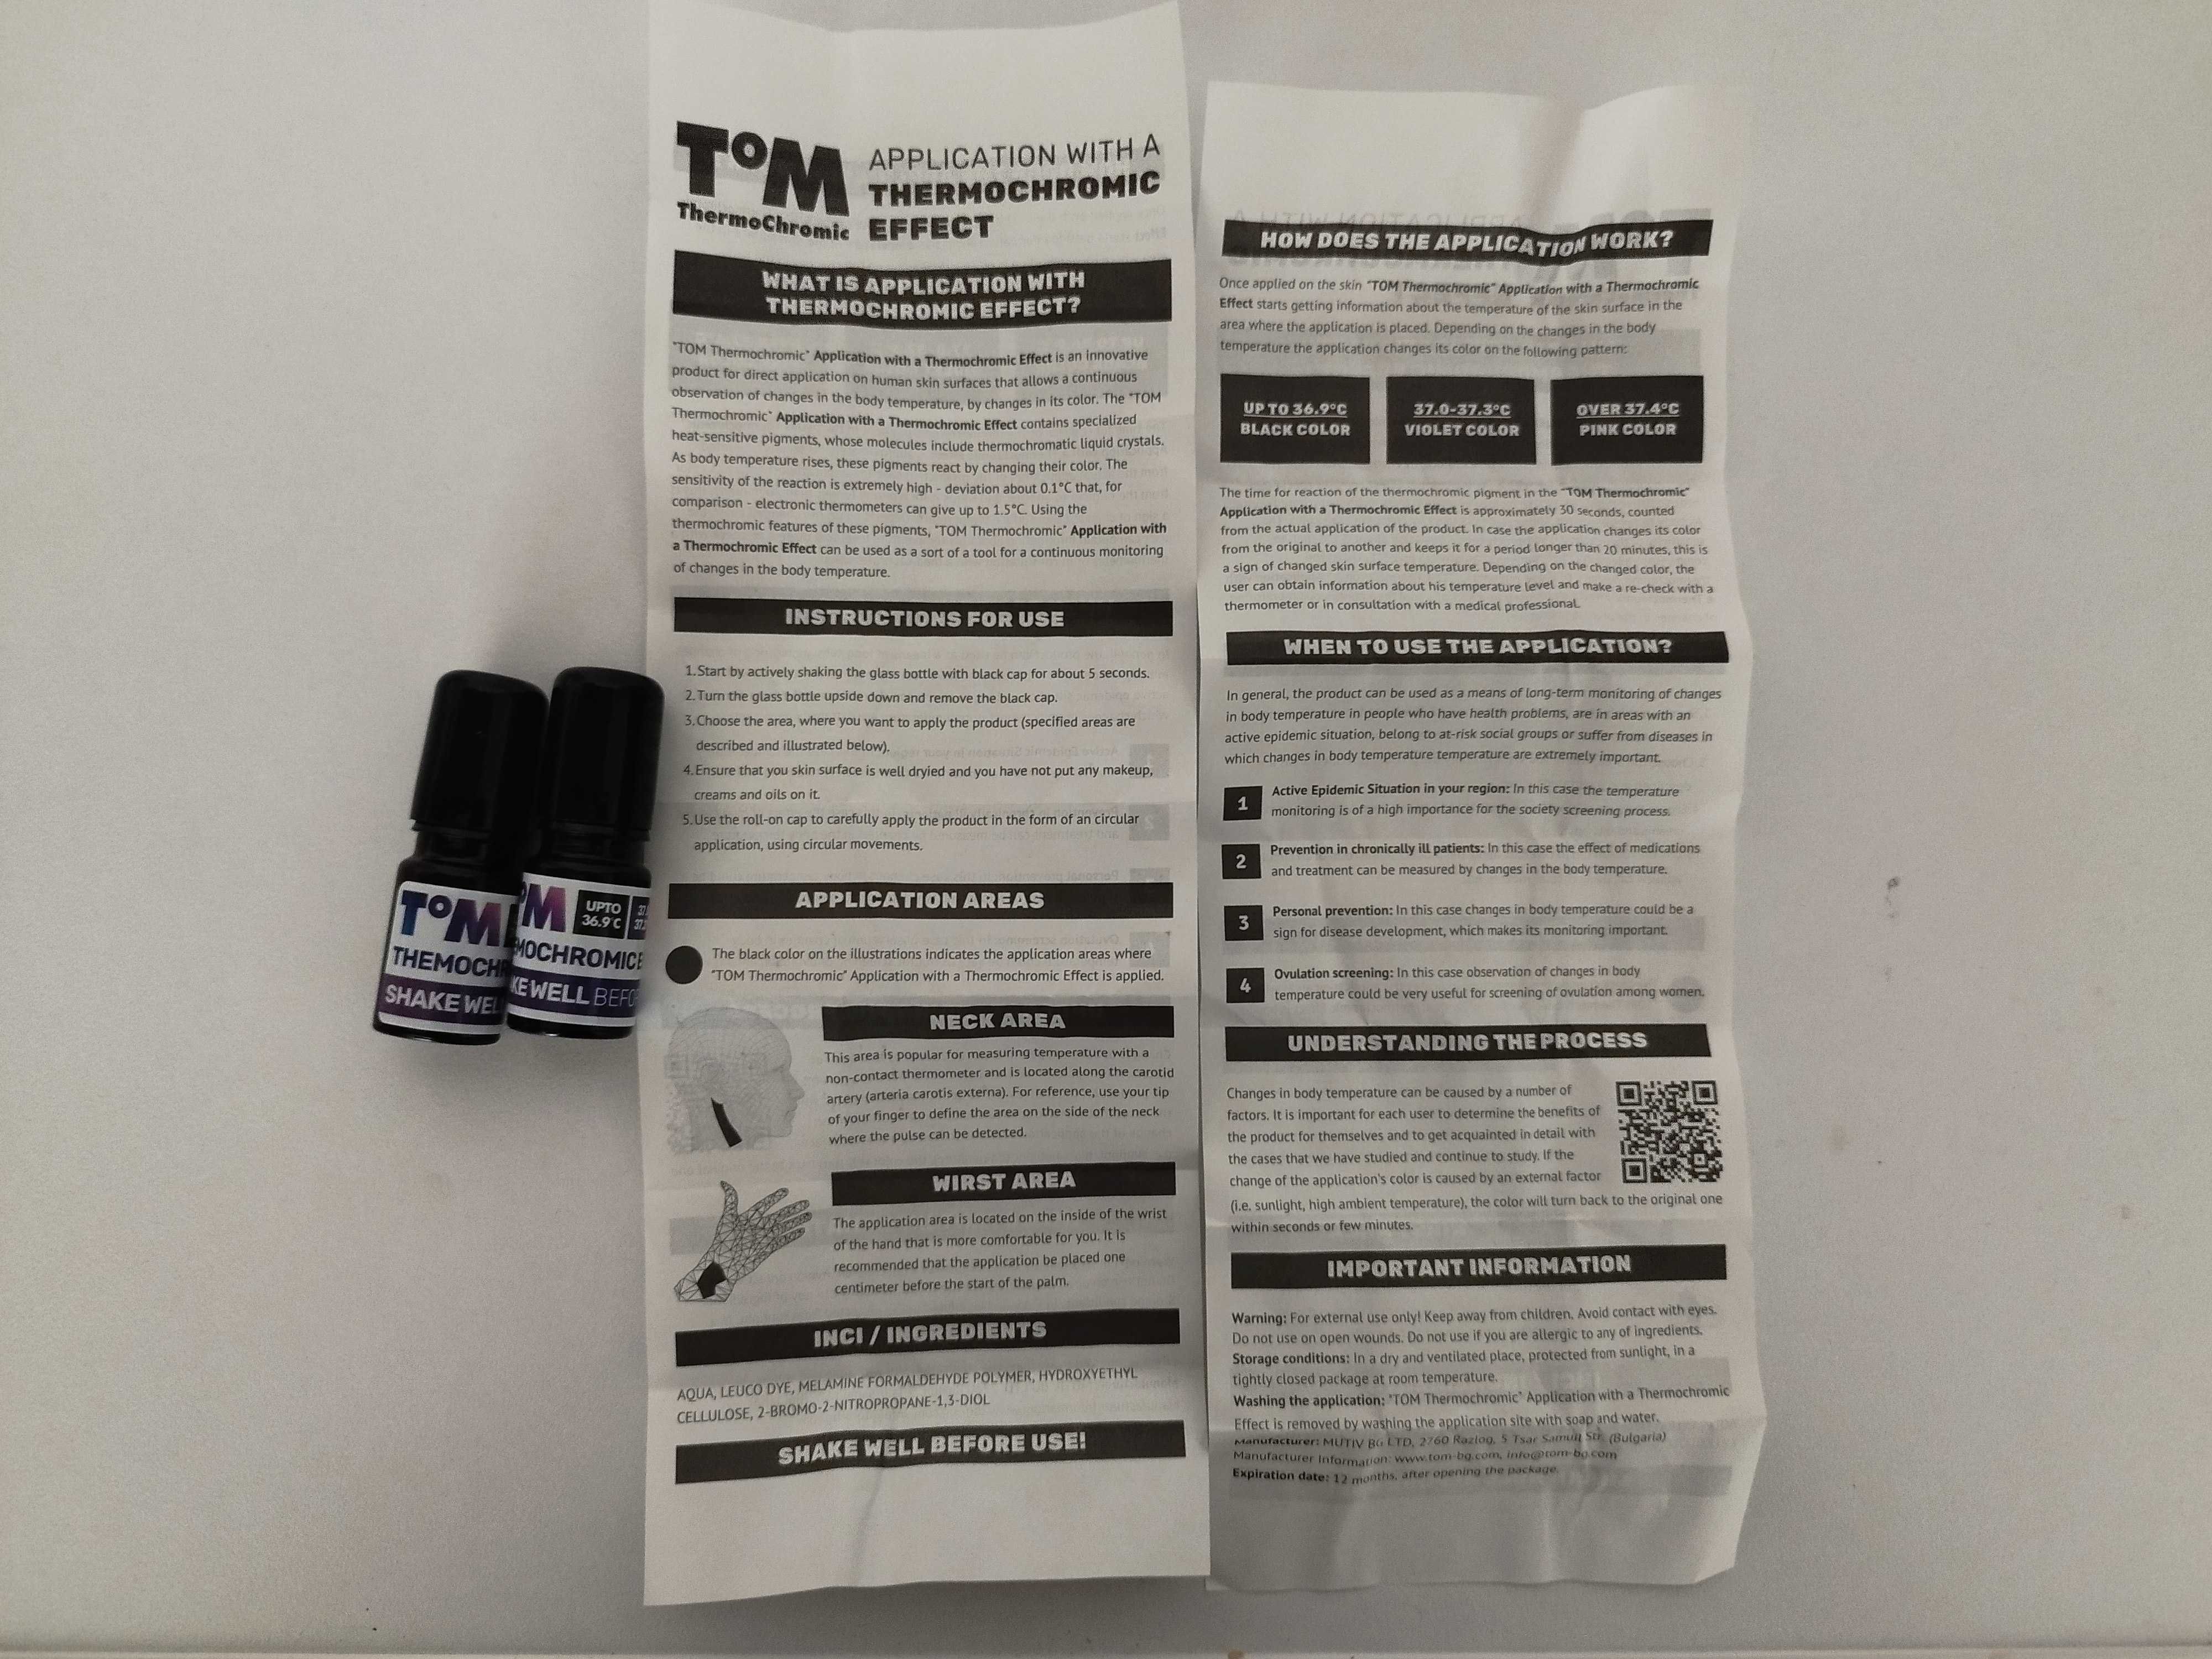 TOM
ThermoChromic
APPLICATION WITH A
THERMOCHROMIC
EFFECT
WHAT IS APPLICATION WITH
THERMOCHROMIC EFFECT?
"TOM Thermochromic" Application with a Thermochromic Effect is an innovative
product for direct application on human skin surfaces that allows a continuous
observation of changes in the body temperature, by changes in its color. The "TOM
Thermochromic" Application with a Thermochromic Effect contains specialized
heat-sensitive pigments, whose molecules include thermochromatic liquid crystals.
As body temperature rises, these pigments react by changing their color. The
sensitivity of the reaction is extremely high - deviation about 0.1°C that, for
comparison - electronic thermometers can give up to 1.5°C. Using the
thermochromic features of these pigments, "TOM Thermochromic" Application with
a Thermochromic Effect can be used as a sort of a tool for a continuous monitoring
of changes in the body temperature.
INSTRUCTIONS FOR USE
1.Start by actively shaking the glass bottle with black cap for about 5 seconds.
2.Turn the glass bottle upside down and remove the black cap.
3.Choose the area, where you want to apply the product (specified areas are
described and illustrated below).
4.Ensure that you skin surface is well dryied and you have not put any makeup,
creams and oils on it.
5.Use the roll-on cap to carefully apply the product in the form of an circular
application, using circular movements.
APPLICATION AREAS
The black color on the illustrations indicates the application areas where
"TOM Thermochromic" Application with a Thermochromic Effect is applied.
NECK AREA
This area is popular for measuring temperature with a
non-contact thermometer and is located along the carotid
artery (arteria carotis externa). For reference, use your tip
of your finger to define the area on the side of the neck
where the pulse can be detected.
WIRST AREA
The application area is located on the inside of the wrist
of the hand that is more comfortable for you. It is
recommended that the application be placed one
centimeter before the start of the palm.
INCI / INGREDIENTS
AQUA, LEUCO DYE, MELAMINE FORMALDEHYDE POLYMER, HYDROXYETHYL
CELLULOSE, 2-BROMO-2-NITROPROPANE-1,3-DIOL
SHAKE WELL BEFORE USE!
HOW DOES THE APPLICATION WORK?
Once applied on the skin "TOM Thermochromic" Application with a Thermochromic
Effect starts getting information about the temperature of the skin surface in the
area where the application is placed. Depending on the changes in the body
temperature the application changes its color on the following pattern:
UP TO 36.9°C
BLACK COLOR
37.0-37.3°C
VIOLET COLOR
OVER 37.4°C
PINK COLOR
The time for reaction of the thermochromic pigment in the "TOM Thermochromic"
Application with a Thermochromic Effect is approximately 30 seconds, counted
from the actual application of the product. In case the application changes its color
from the original to another and keeps it for a period longer than 20 minutes, this is
a sign of changed skin surface temperature. Depending on the changed color, the
user can obtain information about his temperature level and make a re-check with a
thermometer or in consultation with a medical professional.
WHEN TO USE THE APPLICATION?
In general, the product can be used as a means of long-term monitoring of changes
in body temperature in people who have health problems, are in areas with an
active epidemic situation, belong to at-risk social groups or suffer from diseases in
which changes in body temperature temperature are extremely important.
1 Active Epidemic Situation in your region: In this case the temperature
monitoring is of a high importance for the society screening process.
2 Prevention in chronically ill patients: In this case the effect of medications
and treatment can be measured by changes in the body temperature.
3 Personal prevention: In this case changes in body temperature could be a
sign for disease development, which makes its monitoring important.
4 Ovulation screening: In this case observation of changes in body
temperature could be very useful for screening of ovulation among women.
UNDERSTANDING THE PROCESS
Changes in body temperature can be caused by a number of
factors. It is important for each user to determine the benefits of
the product for themselves and to get acquainted in detail with
the cases that we have studied and continue to study. If the
change of the application's color is caused by an external factor
(i.e. sunlight, high ambient temperature), the color will turn back to the original one
within seconds or few minutes.
IMPORTANT INFORMATION
Warning: For external use only! Keep away from children. Avoid contact with eyes.
Do not use on open wounds. Do not use if you are allergic to any of ingredients.
Storage conditions: In a dry and ventilated place, protected from sunlight, in a
tightly closed package at room temperature.
Washing the application: "TOM Thermochromic" Application with a Thermochromic
Effect is removed by washing the application site with soap and water.
Manufacturer: MUTIV BG LTD, 2760 Razlog, 5 Tsar Samuil Str. (Bulgaria)
Manufacturer Information: www.tom-bg.com, info@tom-bg.com
Expiration date: 12 months, after opening the package.
TOM
THEMOCH
SHAKE WEL
OM
UPTO
36.9°C
MOCHROMIC E
KE WELL BEFO